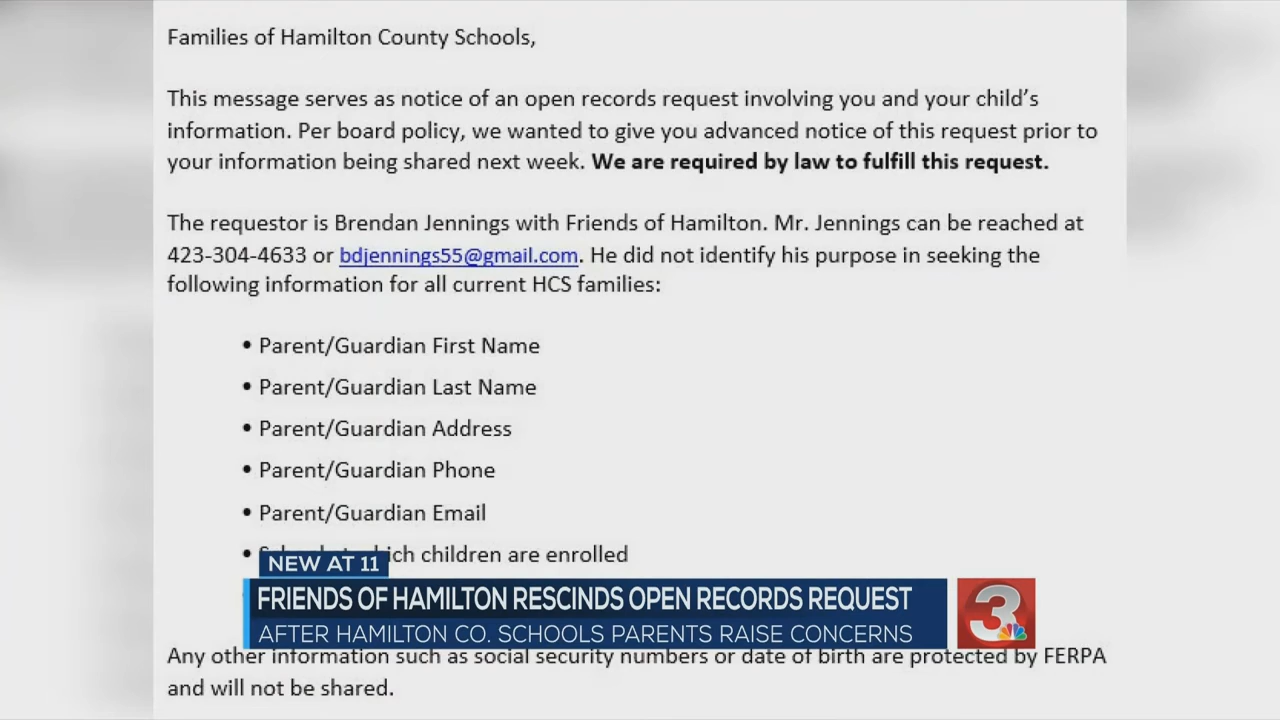 Families of Hamilton County Schools,
This message serves as notice of an open records request involving you and your child's
information. Per board policy, we wanted to give you advanced notice of this request prior to
your information being shared next week. We are required by law to fulfill this request.
The requestor is Brendan Jennings with Friends of Hamilton. Mr. Jennings can be reached at
423-304-4633 or bdjennings55@gmail.com. He did not identify his purpose in seeking the
following information for all current HCS families:
• Parent/Guardian First Name
• Parent/Guardian Last Name
• Parent/Guardian Address
• Parent/Guardian Phone
• Parent/Guardian Email
• children are enrolled
NEW AT 11
FRIENDS OF HAMILTON RESCINDS OPEN RECORDS REQUEST
AFTER HAMILTON CO. SCHOOLS PARENTS RAISE CONCERNS
3
Any other information such as social security numbers or date of birth are protected by FERPA
and will not be shared.